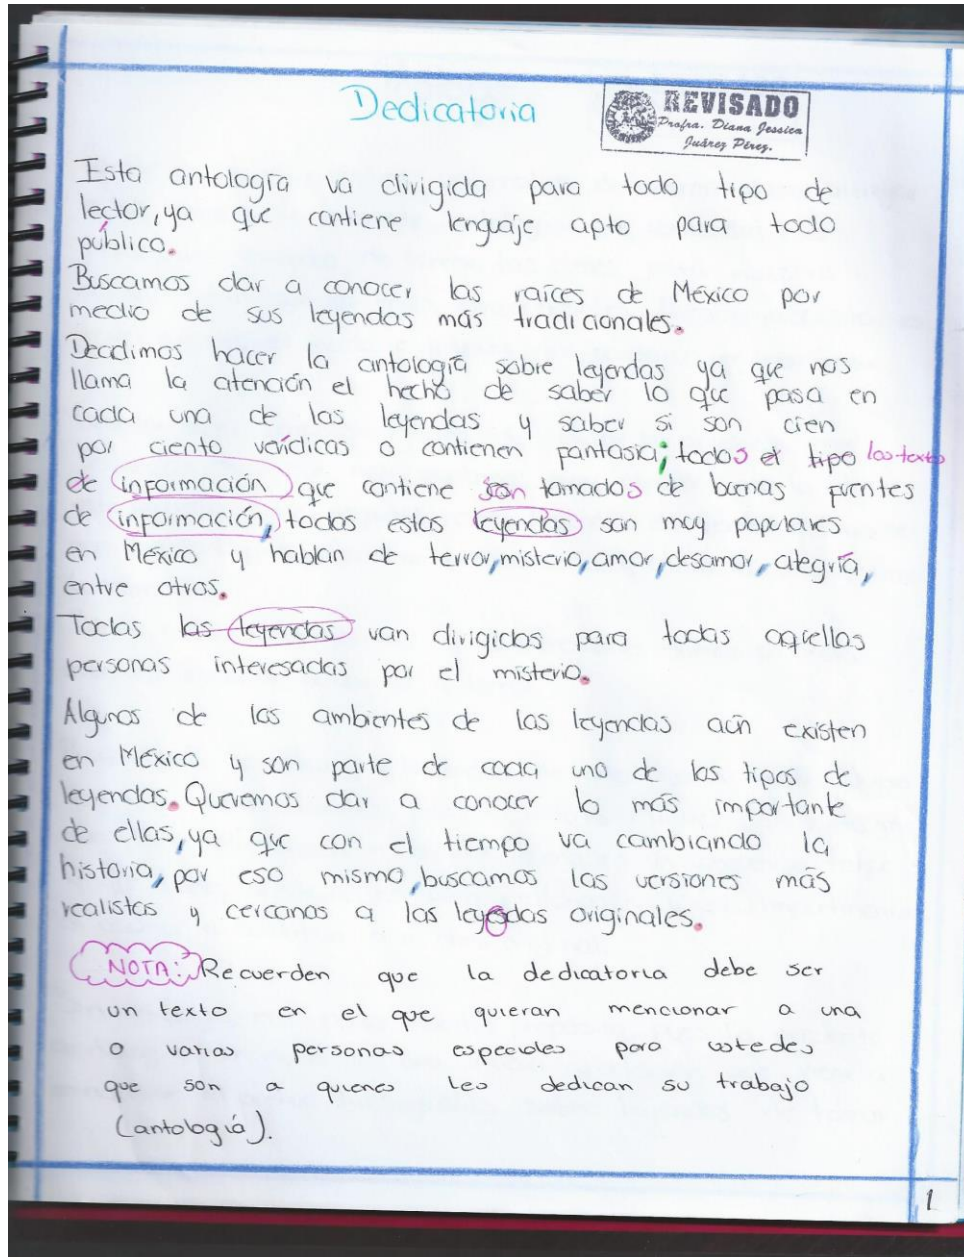 Dedicatoria
REVISADO
Profra. Diana Jessica
Juárez Pérez.
Esta antología va dirigida para todo tipo de
lector, ya que contiene lenguaje apto para todo
público.
Buscamos dar a conocer las raíces de México por
medio de sus leyendas más tradicionales.
Decidimos hacer la antología sobre leyendas ya que nos
llama la atención el hecho de saber lo que pasa en
cada una de las leyendas y saber si son cien
por ciento verídicas o contienen fantasia; todos el tipo los textos
de información que contiene son tomados de buenas fuentes
de información, todas estas leyendas son muy populares
en México y hablan de terror, misterio, amor, desamor, alegría,
entre otros.
Todas las leyendas van dirigidas para todas aquellas
personas interesadas por el misterio.
Algunos de los ambientes de las leyendas aún existen
en México y son parte de cada uno de los tipos de
leyendas. Queremos dar a conocer lo más importante
de ellas, ya que con el tiempo va cambiando la
historia, por eso mismo, buscamos las versiones más
realistas y cercanas a las leyedas originales.
NOTA: Recuerden que la dedicatoria debe ser
un texto en el que quieran mencionar a una
o varias personas especiales para ustedes
que son a quienes les dedican su trabajo
(antología).
1